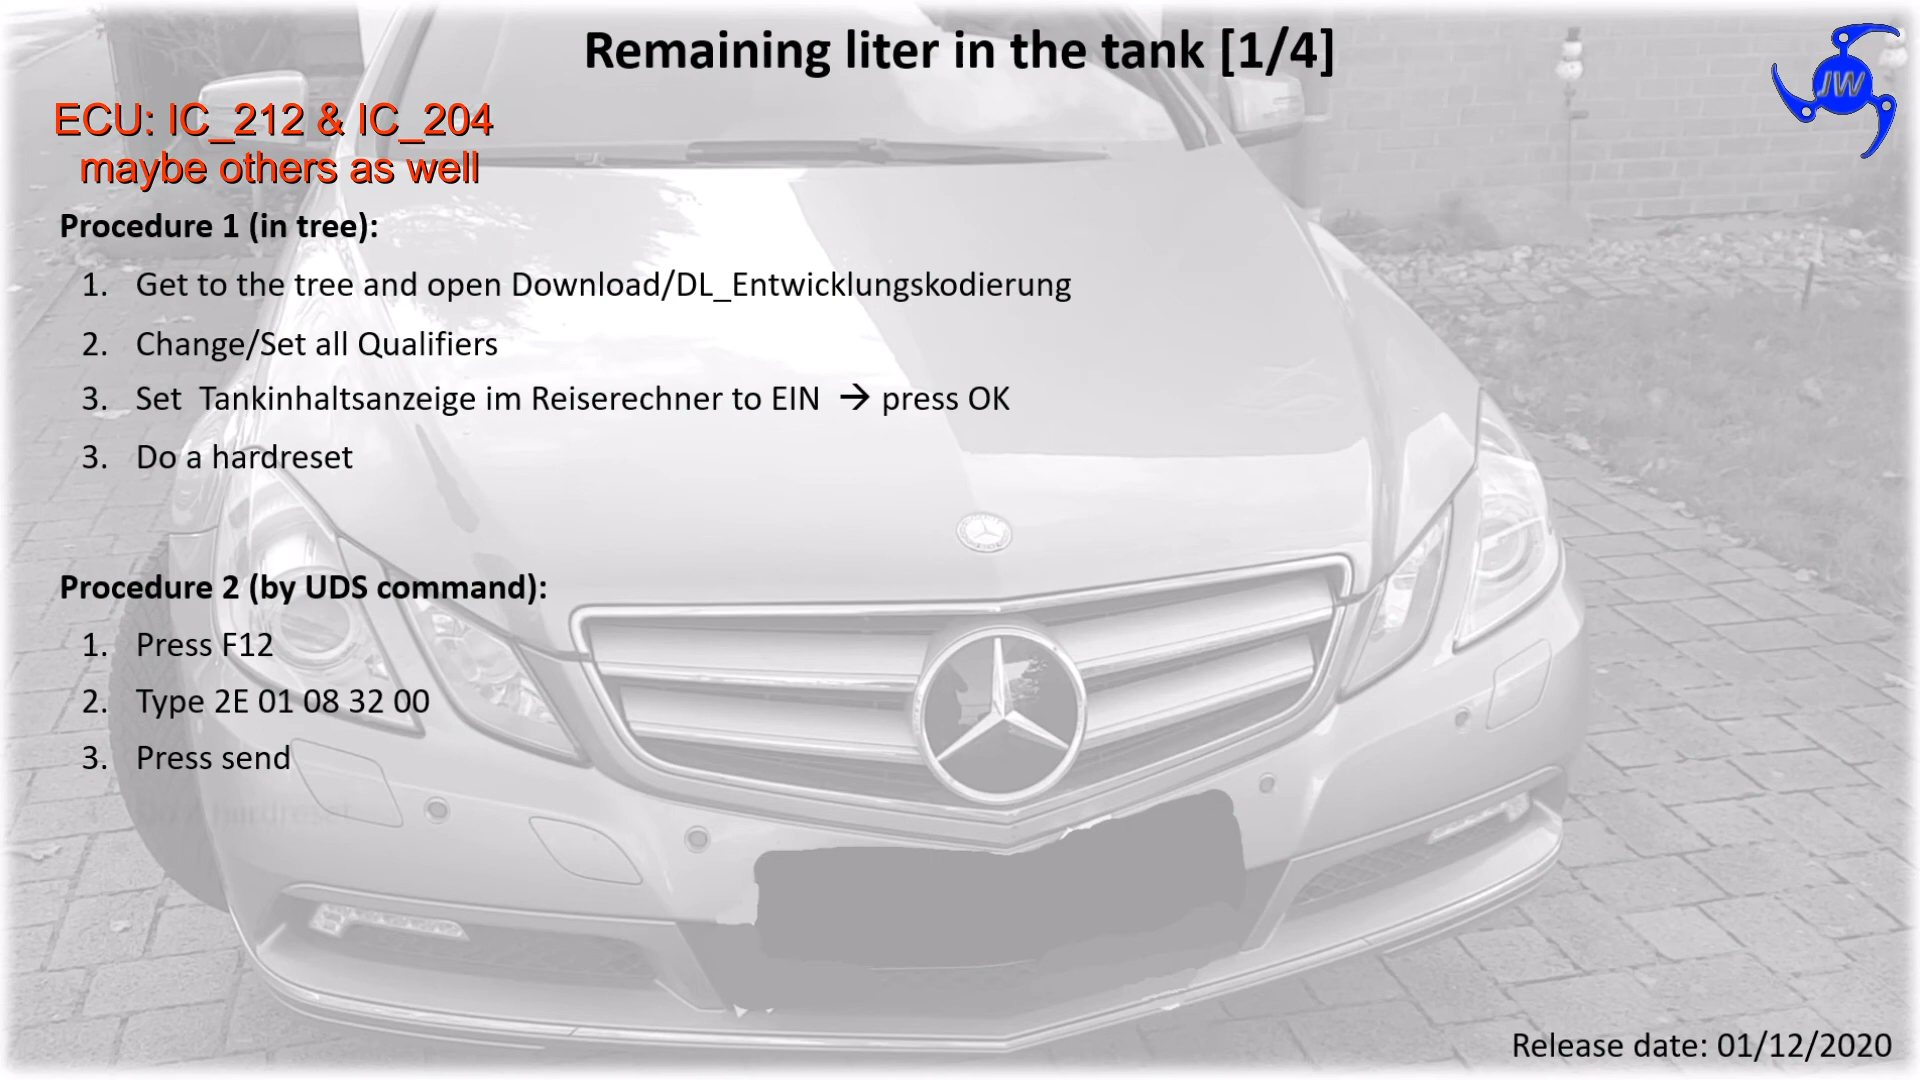 Remaining liter in the tank [1/4]
JW
ECU: IC_212 & IC_204
maybe others as well
Procedure 1 (in tree):
1. Get to the tree and open Download/DL_Entwicklungskodierung
2. Change/Set all Qualifiers
3. Set Tankinhaltsanzeige im Reiserechner to EIN → press OK
3. Do a hardreset
Procedure 2 (by UDS command):
1. Press F12
2. Type 2E 01 08 32 00
3. Press send
Do a hardreset
Release date: 01/12/2020